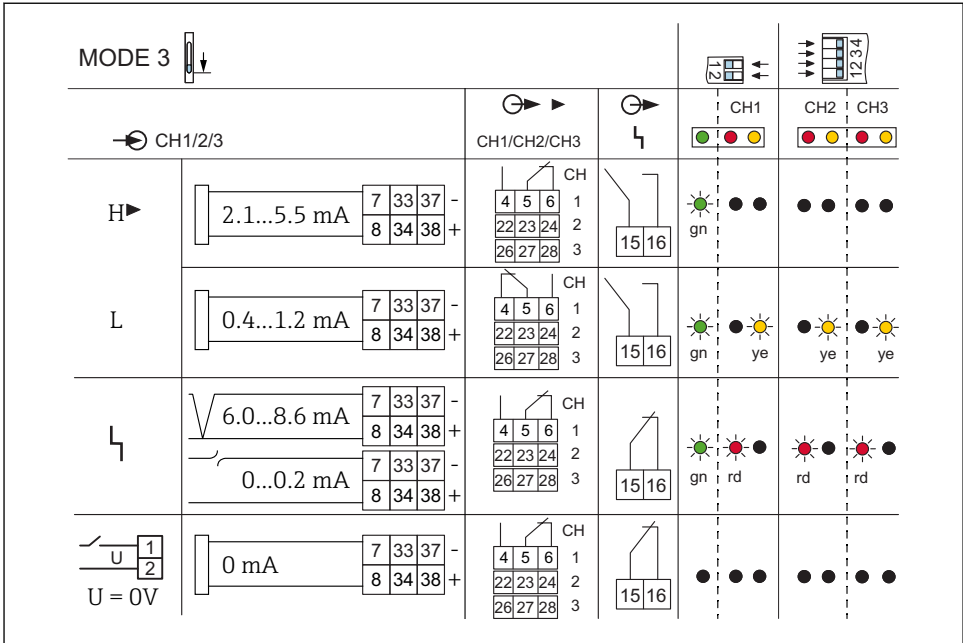 MODE 3
1 2
1 2 3 4
CH1/2/3
CH1/CH2/CH3
CH1
CH2
CH3
H
2.1...5.5 mA
7 33 37 -
8 34 38 +
CH
4 5 6 1
22 23 24 2
26 27 28 3
15 16
gn
L
0.4...1.2 mA
7 33 37 -
8 34 38 +
CH
4 5 6 1
22 23 24 2
26 27 28 3
15 16
gn
ye
ye
ye
6.0...8.6 mA
7 33 37 -
8 34 38 +
0...0.2 mA
7 33 37 -
8 34 38 +
CH
4 5 6 1
22 23 24 2
26 27 28 3
15 16
gn
rd
rd
rd
U
1
2
U = 0V
0 mA
7 33 37 -
8 34 38 +
CH
4 5 6 1
22 23 24 2
26 27 28 3
15 16